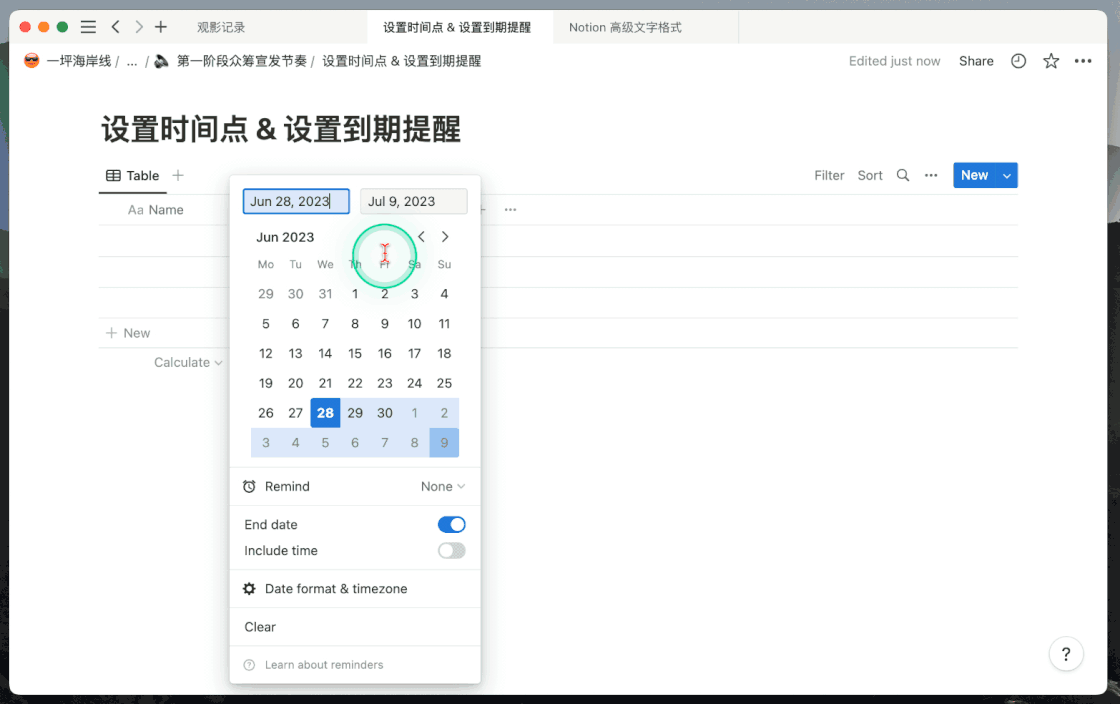 观影记录
设置时间点 & 设置到期提醒
Notion 高级文字格式
一坪海岸线 / ... / 第一阶段众筹宣发节奏 / 设置时间点 & 设置到期提醒
Edited just now
Share
设置时间点 & 设置到期提醒
Table
Filter
Sort
New
Aa Name
Jun 28, 2023
Jul 9, 2023
Jun 2023
Mo Tu We Th Fr Sa Su
29 30 31 1 2 3 4
5 6 7 8 9 10 11
12 13 14 15 16 17 18
19 20 21 22 23 24 25
26 27 28 29 30 1 2
3 4 5 6 7 8 9
New
Calculate
Remind None
End date
Include time
Date format & timezone
Clear
Learn about reminders
?